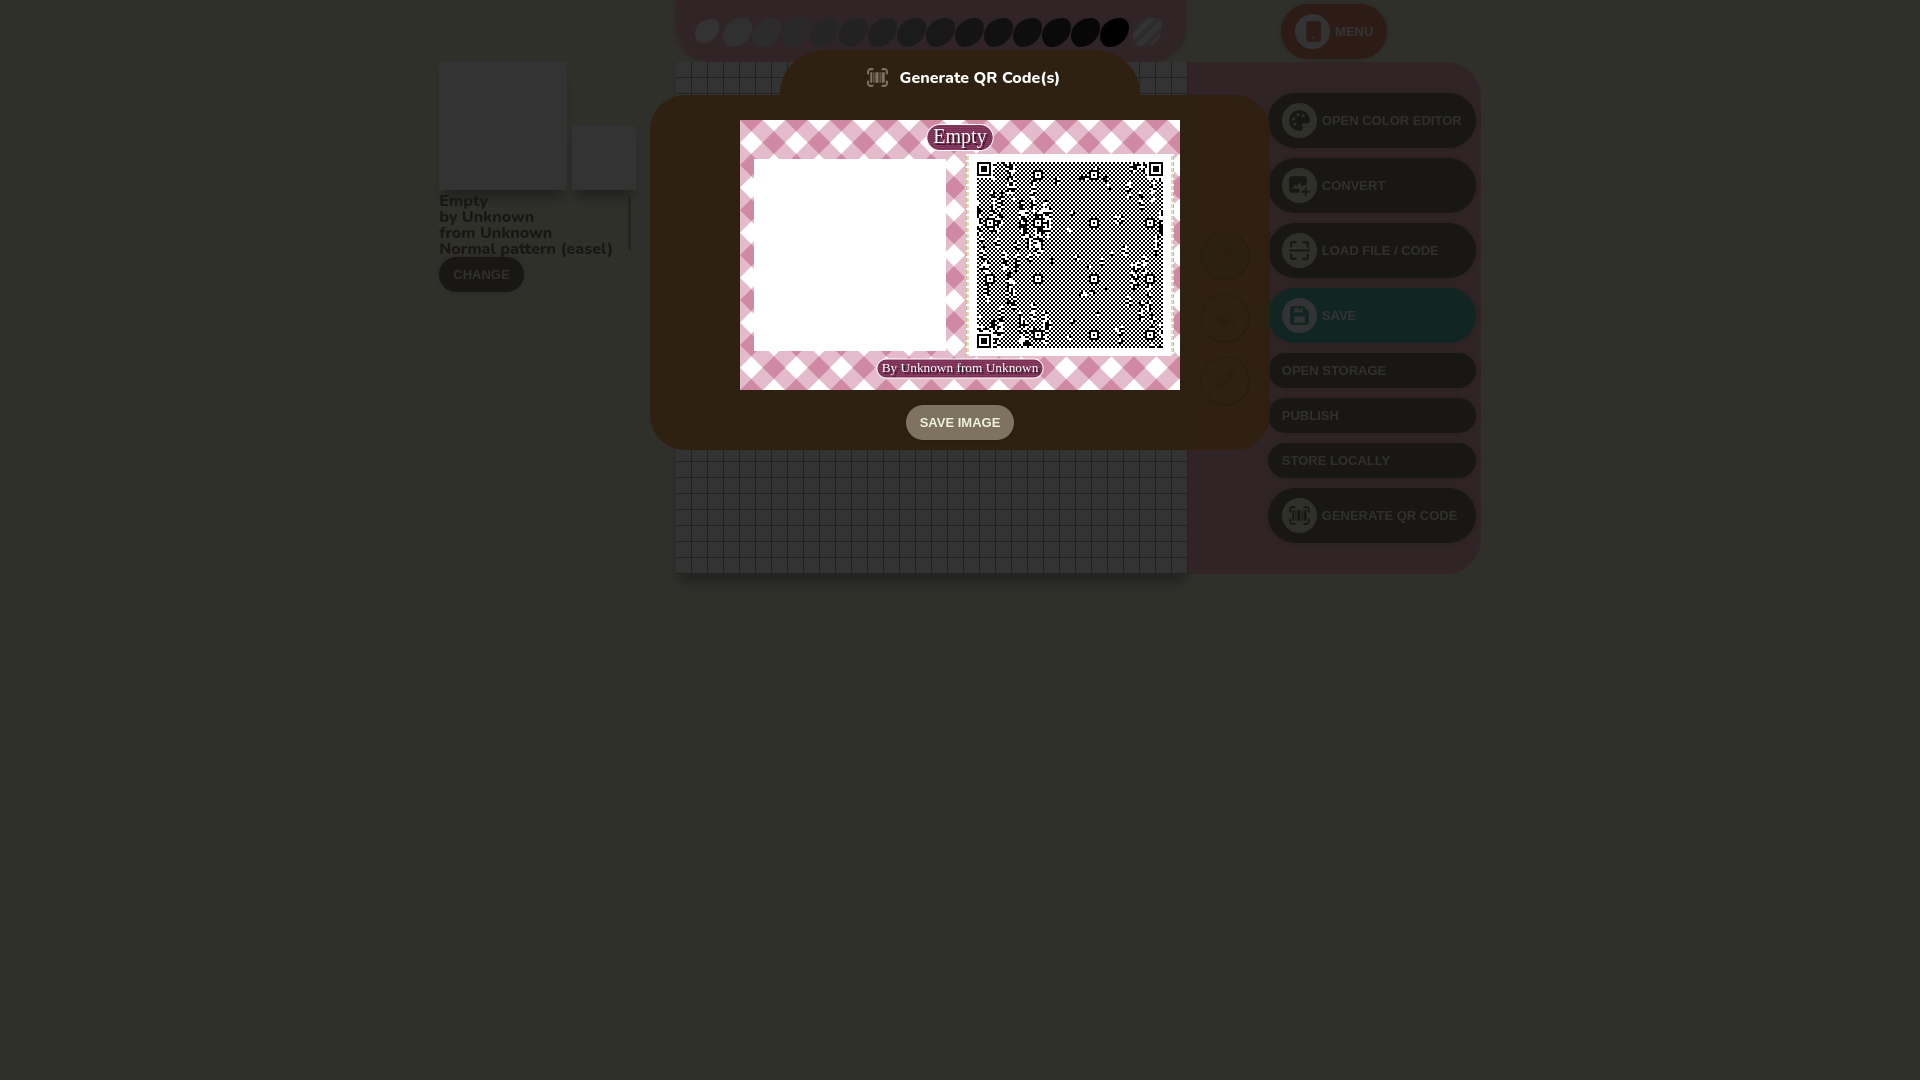 MENU
Generate QR Code(s)
OPEN COLOR EDITOR
Empty
CONVERT
Empty
by Unknown
from Unknown
Normal pattern (easel)
LOAD FILE / CODE
CHANGE
SAVE
By Unknown from Unknown
OPEN STORAGE
PUBLISH
SAVE IMAGE
STORE LOCALLY
GENERATE QR CODE